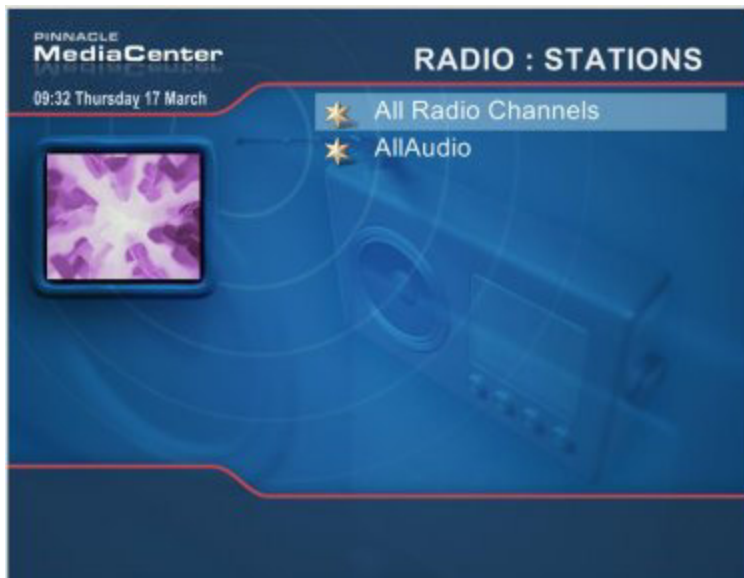 PINNACLE
MediaCenter
RADIO : STATIONS
09:32 Thursday 17 March
All Radio Channels
AllAudio